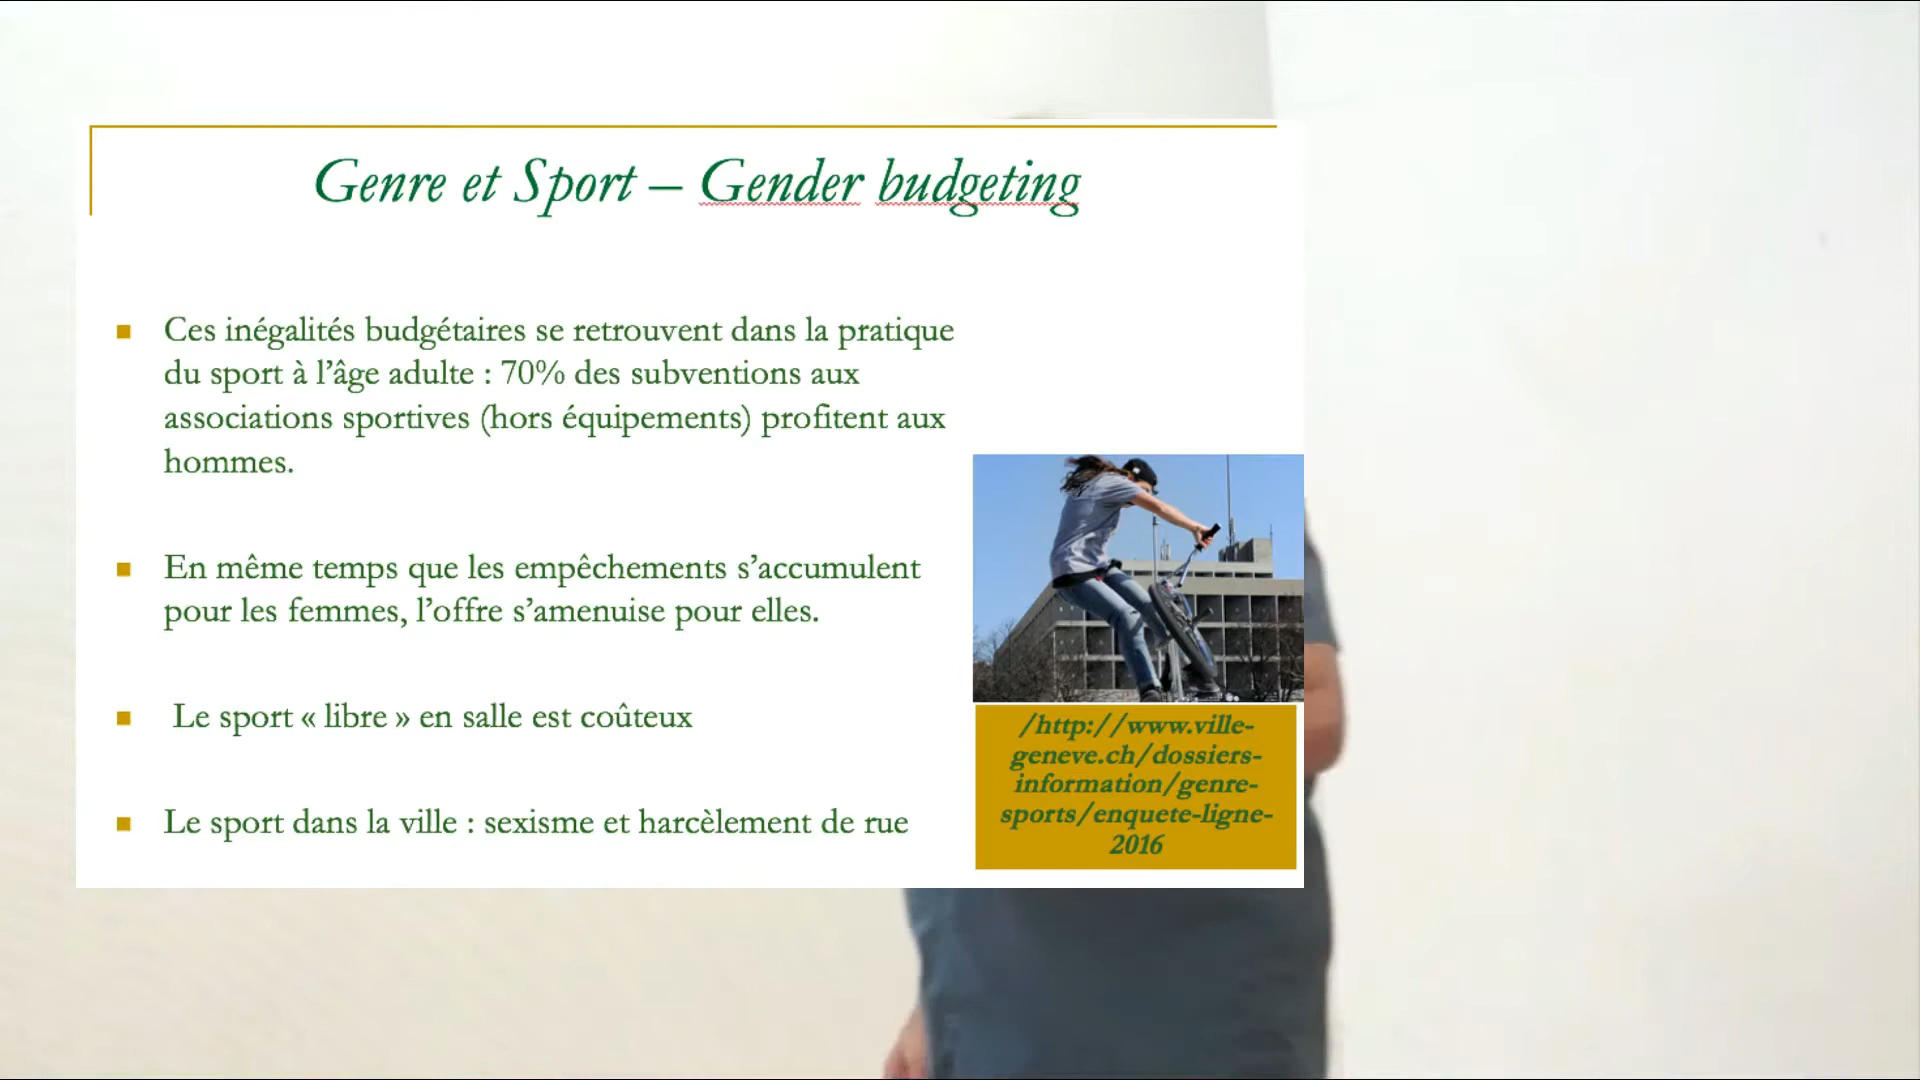 Genre et Sport – Gender budgeting
Ces inégalités budgétaires se retrouvent dans la pratique
du sport à l’âge adulte : 70% des subventions aux
associations sportives (hors équipements) profitent aux
hommes.
En même temps que les empêchements s’accumulent
pour les femmes, l’offre s’amenuise pour elles.
Le sport « libre » en salle est coûteux
Le sport dans la ville : sexisme et harcèlement de rue
/http://www.ville-
geneve.ch/dossiers-
information/genre-
sports/enquete-ligne-
2016